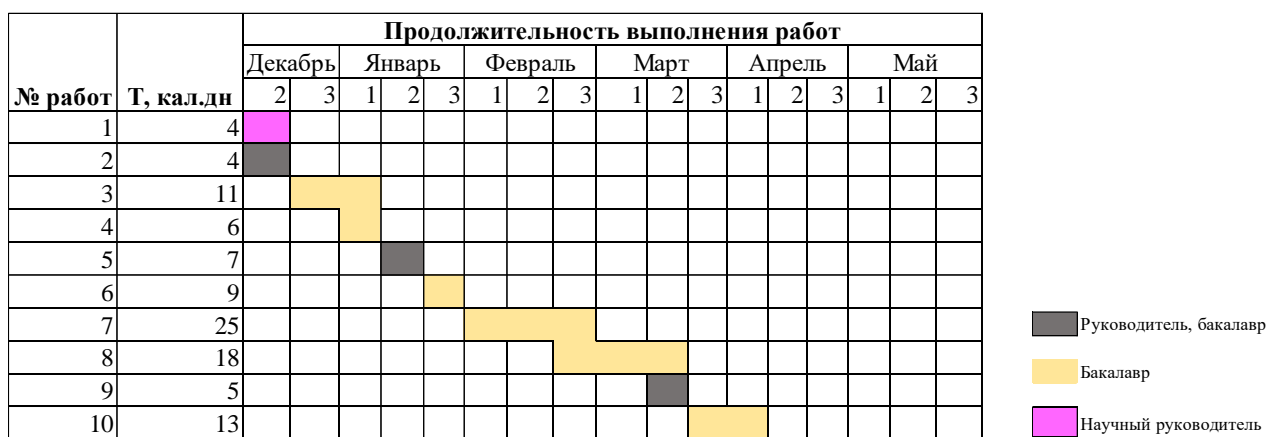 Продолжительность выполнения работ
Декабрь Январь Февраль Март Апрель Май
№ работ Т, кал.дн 2 3 1 2 3 1 2 3 1 2 3 1 2 3 1 2 3
1 4
2 4
3 11
4 6
5 7
6 9
7 25
8 18
9 5
10 13
Руководитель, бакалавр
Бакалавр
Научный руководитель